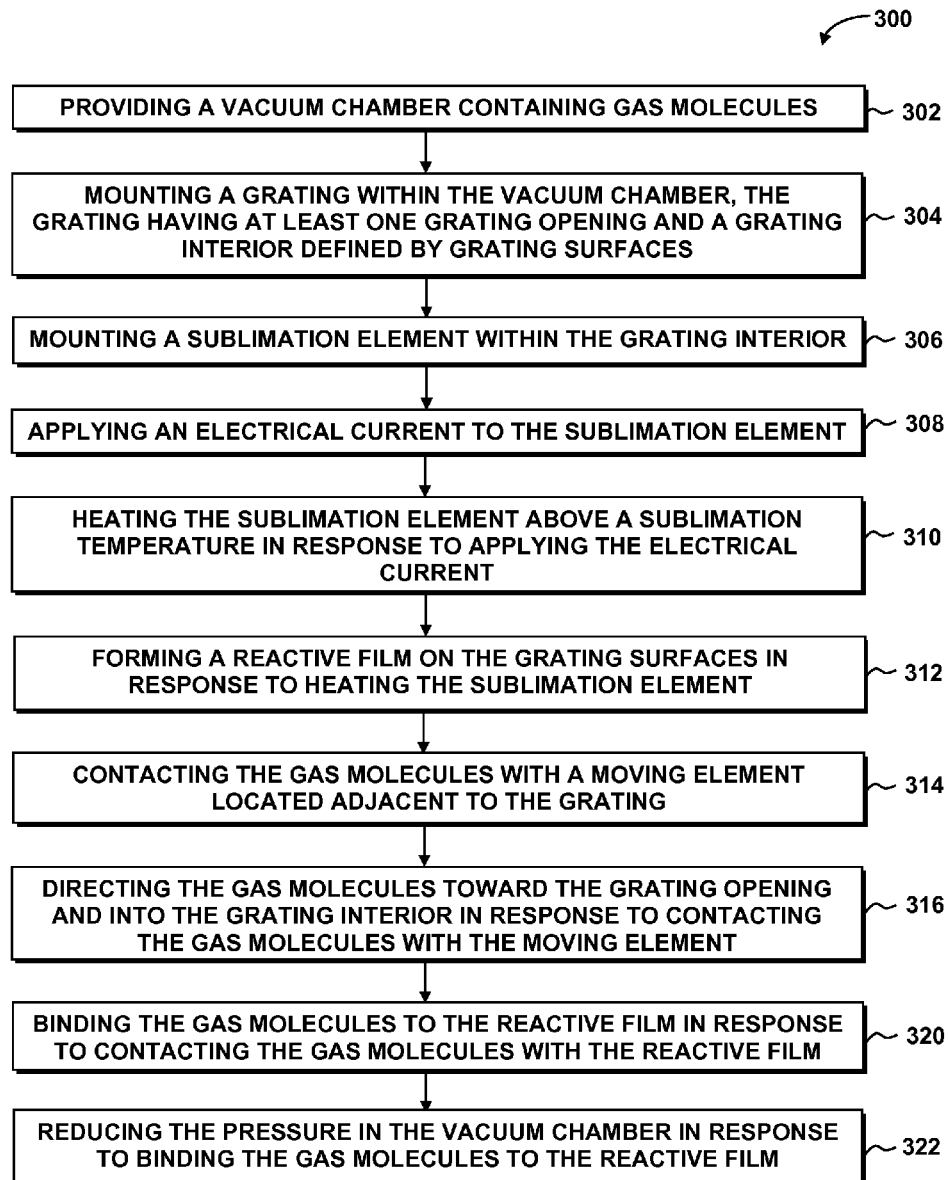 300
PROVIDING A VACUUM CHAMBER CONTAINING GAS MOLECULES
302
MOUNTING A GRATING WITHIN THE VACUUM CHAMBER, THE
GRATING HAVING AT LEAST ONE GRATING OPENING AND A GRATING
INTERIOR DEFINED BY GRATING SURFACES
304
MOUNTING A SUBLIMATION ELEMENT WITHIN THE GRATING INTERIOR
306
APPLYING AN ELECTRICAL CURRENT TO THE SUBLIMATION ELEMENT
308
HEATING THE SUBLIMATION ELEMENT ABOVE A SUBLIMATION
TEMPERATURE IN RESPONSE TO APPLYING THE ELECTRICAL
CURRENT
310
FORMING A REACTIVE FILM ON THE GRATING SURFACES IN
RESPONSE TO HEATING THE SUBLIMATION ELEMENT
312
CONTACTING THE GAS MOLECULES WITH A MOVING ELEMENT
LOCATED ADJACENT TO THE GRATING
314
DIRECTING THE GAS MOLECULES TOWARD THE GRATING OPENING
AND INTO THE GRATING INTERIOR IN RESPONSE TO CONTACTING
THE GAS MOLECULES WITH THE MOVING ELEMENT
316
BINDING THE GAS MOLECULES TO THE REACTIVE FILM IN RESPONSE
TO CONTACTING THE GAS MOLECULES WITH THE REACTIVE FILM
320
REDUCING THE PRESSURE IN THE VACUUM CHAMBER IN RESPONSE
TO BINDING THE GAS MOLECULES TO THE REACTIVE FILM
322